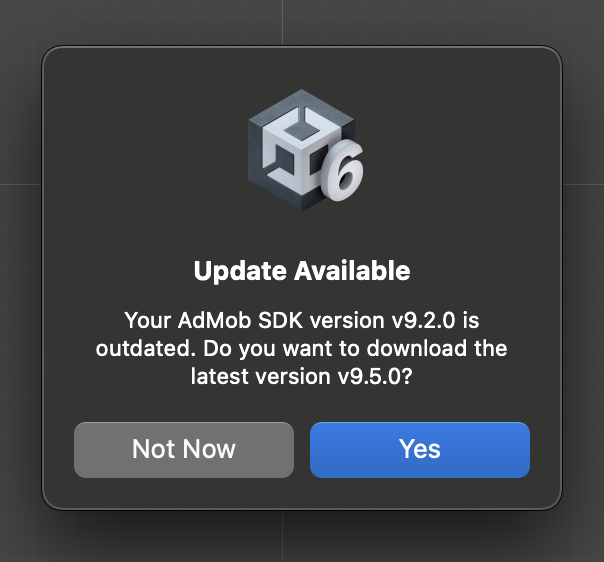 6
Update Available
Your AdMob SDK version v9.2.0 is
outdated. Do you want to download the
latest version v9.5.0?
Not Now
Yes